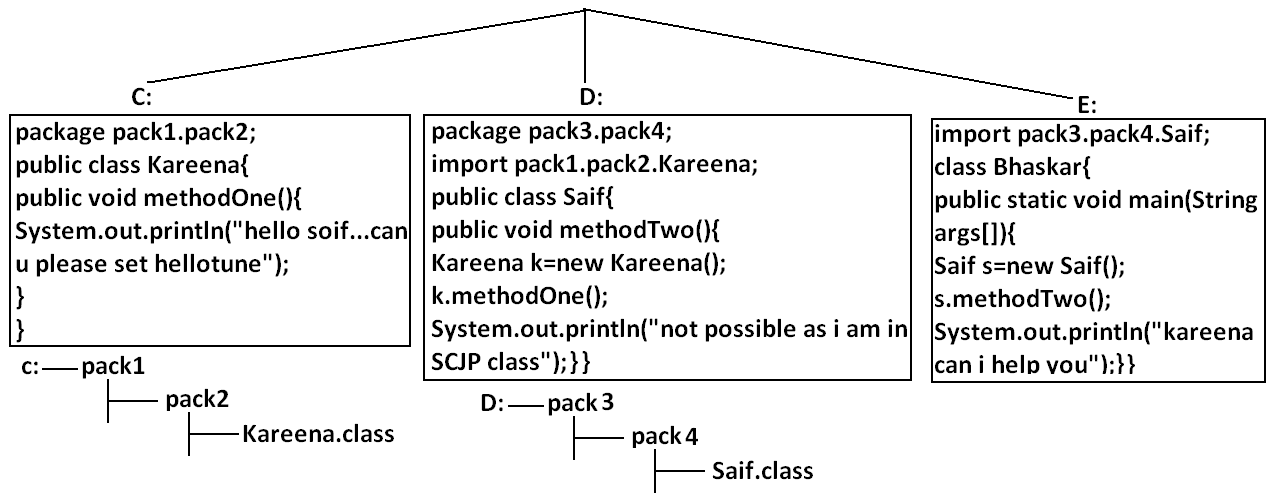 C:
package pack1.pack2;
public class Kareena{
public void methodOne(){
System.out.println("hello soif...can
u please set hellotune");
}
}
c: pack1
pack2
Kareena.class
D:
package pack3.pack4;
import pack1.pack2.Kareena;
public class Saif{
public void methodTwo(){
Kareena k=new Kareena();
k.methodOne();
System.out.println("not possible as i am in
SCJP class");}}
D: pack3
pack4
Saif.class
E:
import pack3.pack4.Saif;
class Bhaskar{
public static void main(String
args[]){
Saif s=new Saif();
s.methodTwo();
System.out.println("kareena
can i help you");}}